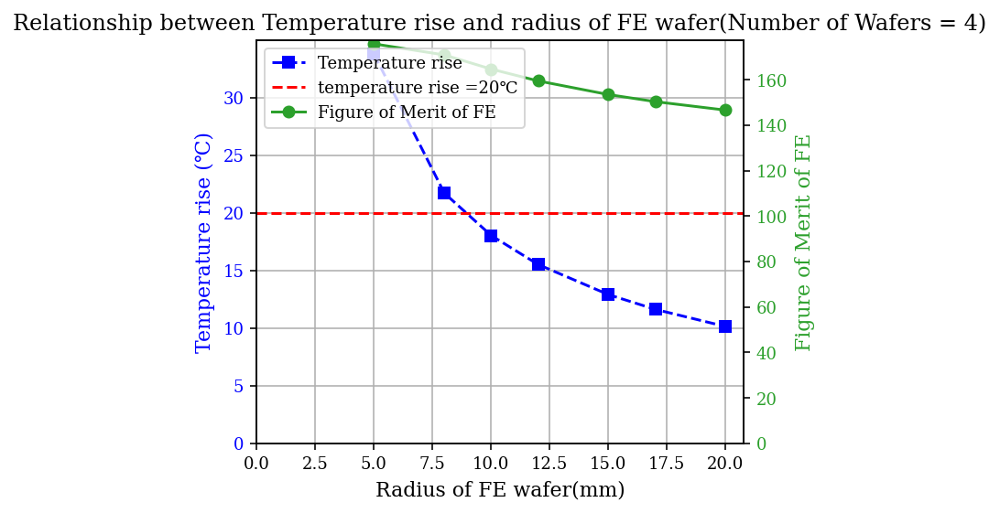 Relationship between Temperature rise and radius of FE wafer(Number of Wafers = 4)
Temperature rise
temperature rise =20℃
Figure of Merit of FE
Temperature rise (℃)
30
25
20
15
10
5
0
160
140
120
100
80
60
40
20
0
Figure of Merit of FE
0.0 2.5 5.0 7.5 10.0 12.5 15.0 17.5 20.0
Radius of FE wafer(mm)